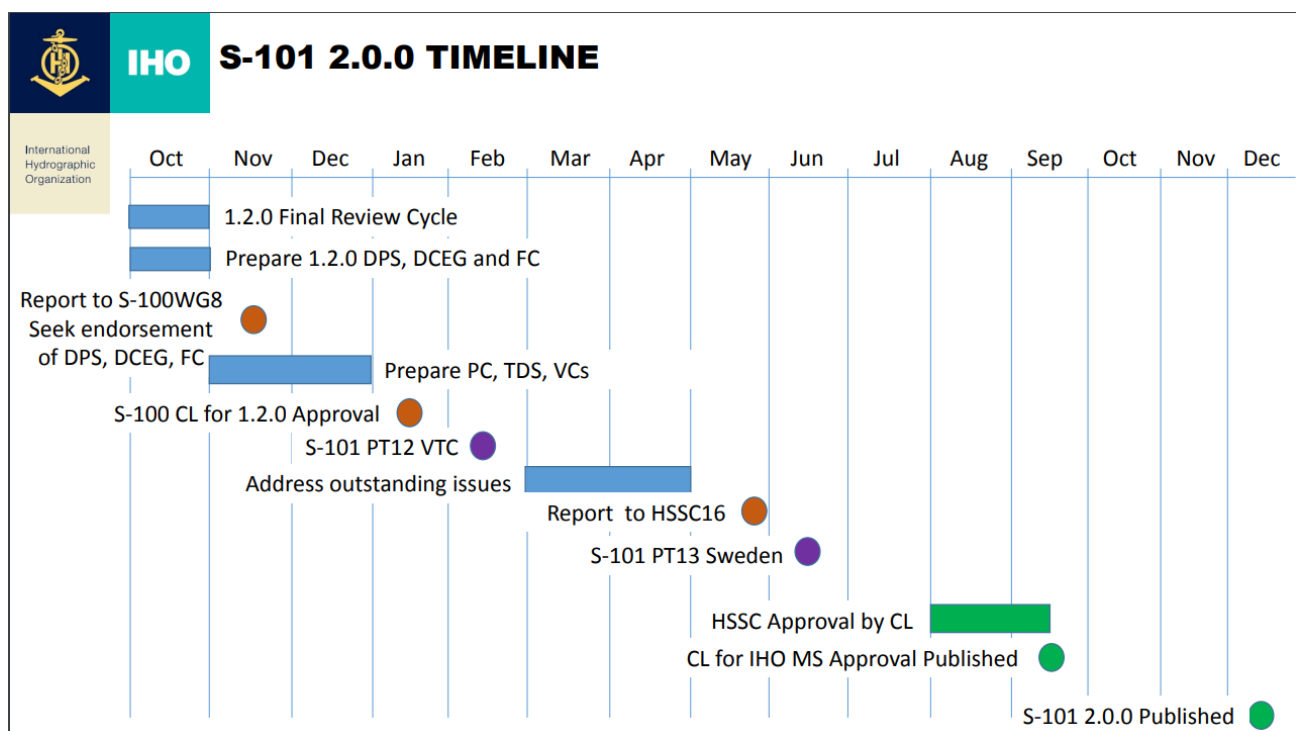 IHO
S-101 2.0.0 TIMELINE
International
Hydrographic
Organization
Oct Nov Dec Jan Feb Mar Apr May Jun Jul Aug Sep Oct Nov Dec
1.2.0 Final Review Cycle
Prepare 1.2.0 DPS, DCEG and FC
Report to S-100WG8
Seek endorsement
of DPS, DCEG, FC
Prepare PC, TDS, VCs
S-100 CL for 1.2.0 Approval
S-101 PT12 VTC
Address outstanding issues
Report to HSSC16
S-101 PT13 Sweden
HSSC Approval by CL
CL for IHO MS Approval Published
S-101 2.0.0 Published